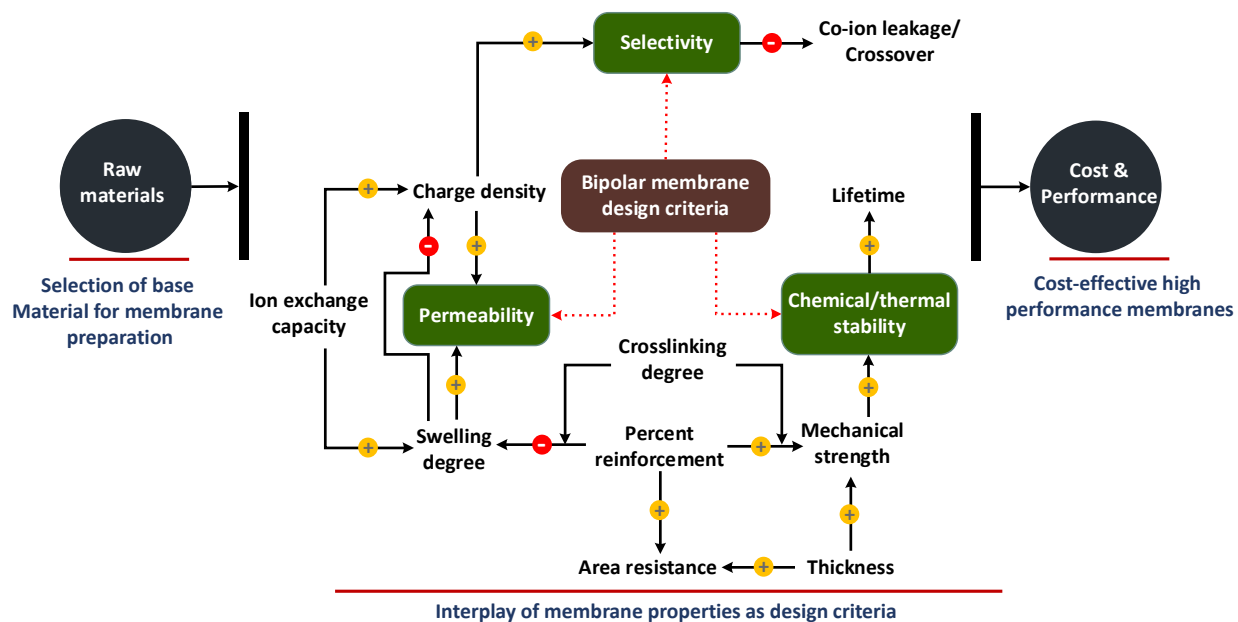 Selectivity
Co-ion leakage/
Crossover
+
-
Raw
materials
Bipolar membrane
design criteria
Cost &
Performance
+
Charge density
Lifetime
-
+
+
Selection of base
Material for membrane
preparation
Ion exchange
capacity
Permeability
Chemical/thermal
stability
Cost-effective high
performance membranes
Crosslinking
degree
+
+
+
Swelling
degree
-
Percent
reinforcement
+
Mechanical
strength
+
+
Area resistance
+
Thickness
Interplay of membrane properties as design criteria